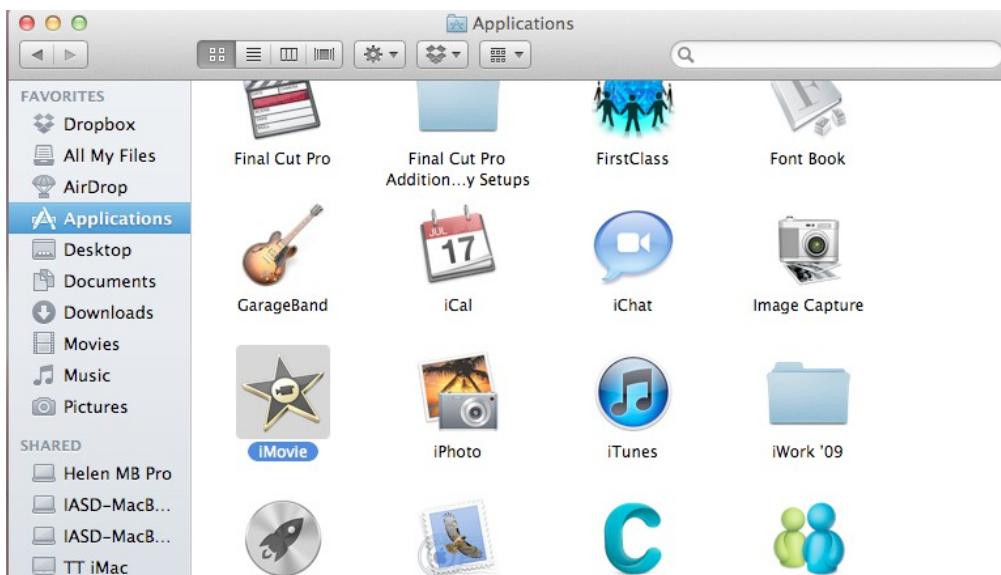 Applications
FAVORITES
Dropbox
All My Files
AirDrop
Applications
Desktop
Documents
Downloads
Movies
Music
Pictures
SHARED
Helen MB Pro
IASD-MacB...
IASD-MacB...
TT iMac
Final Cut Pro
Final Cut Pro
Addition...y Setups
FirstClass
Font Book
GarageBand
JUL
17
iCal
iChat
Image Capture
iMovie
iPhoto
iTunes
iWork '09
C